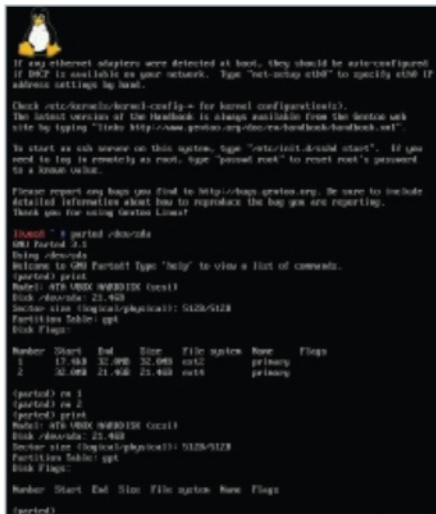 If any ethernet adapters were detected at boot, they should be auto-configured
if DHCP is available on your network. Type "net-setup eth0" to specify eth0 IP
address settings by hand.
Check /etc/kernels/kernel-config-* for kernel configuration(s).
The latest version of the Handbook is always available from the Gentoo web
site by typing "links http://www.gentoo.org/doc/en/handbook/handbook.xml".
To start an ssh server on this system, type "/etc/init.d/sshd start". If you
need to log in remotely as root, type "passwd root" to reset root's password
to a known value.
Please report any bugs you find to http://bugs.gentoo.org. Be sure to include
detailed information about how to reproduce the bug you are reporting.
Thank you for using Gentoo Linux!
livecd ~ # parted /dev/sda
GNU Parted 3.1
Using /dev/sda
Welcome to GNU Parted! Type 'help' to view a list of commands.
(parted) print
Model: ATA VBOX HARDDISK (scsi)
Disk /dev/sda: 21.4GB
Sector size (logical/physical): 512B/512B
Partition Table: gpt
Disk Flags:
Number Start End Size File system Name Flags
1 17.4kB 32.0MB 32.0MB ext2 primary
2 32.0MB 21.4GB 21.4GB ext4 primary
(parted) rm 1
(parted) rm 2
(parted) print
Model: ATA VBOX HARDDISK (scsi)
Disk /dev/sda: 21.4GB
Sector size (logical/physical): 512B/512B
Partition Table: gpt
Disk Flags:
Number Start End Size File system Name Flags
(parted)